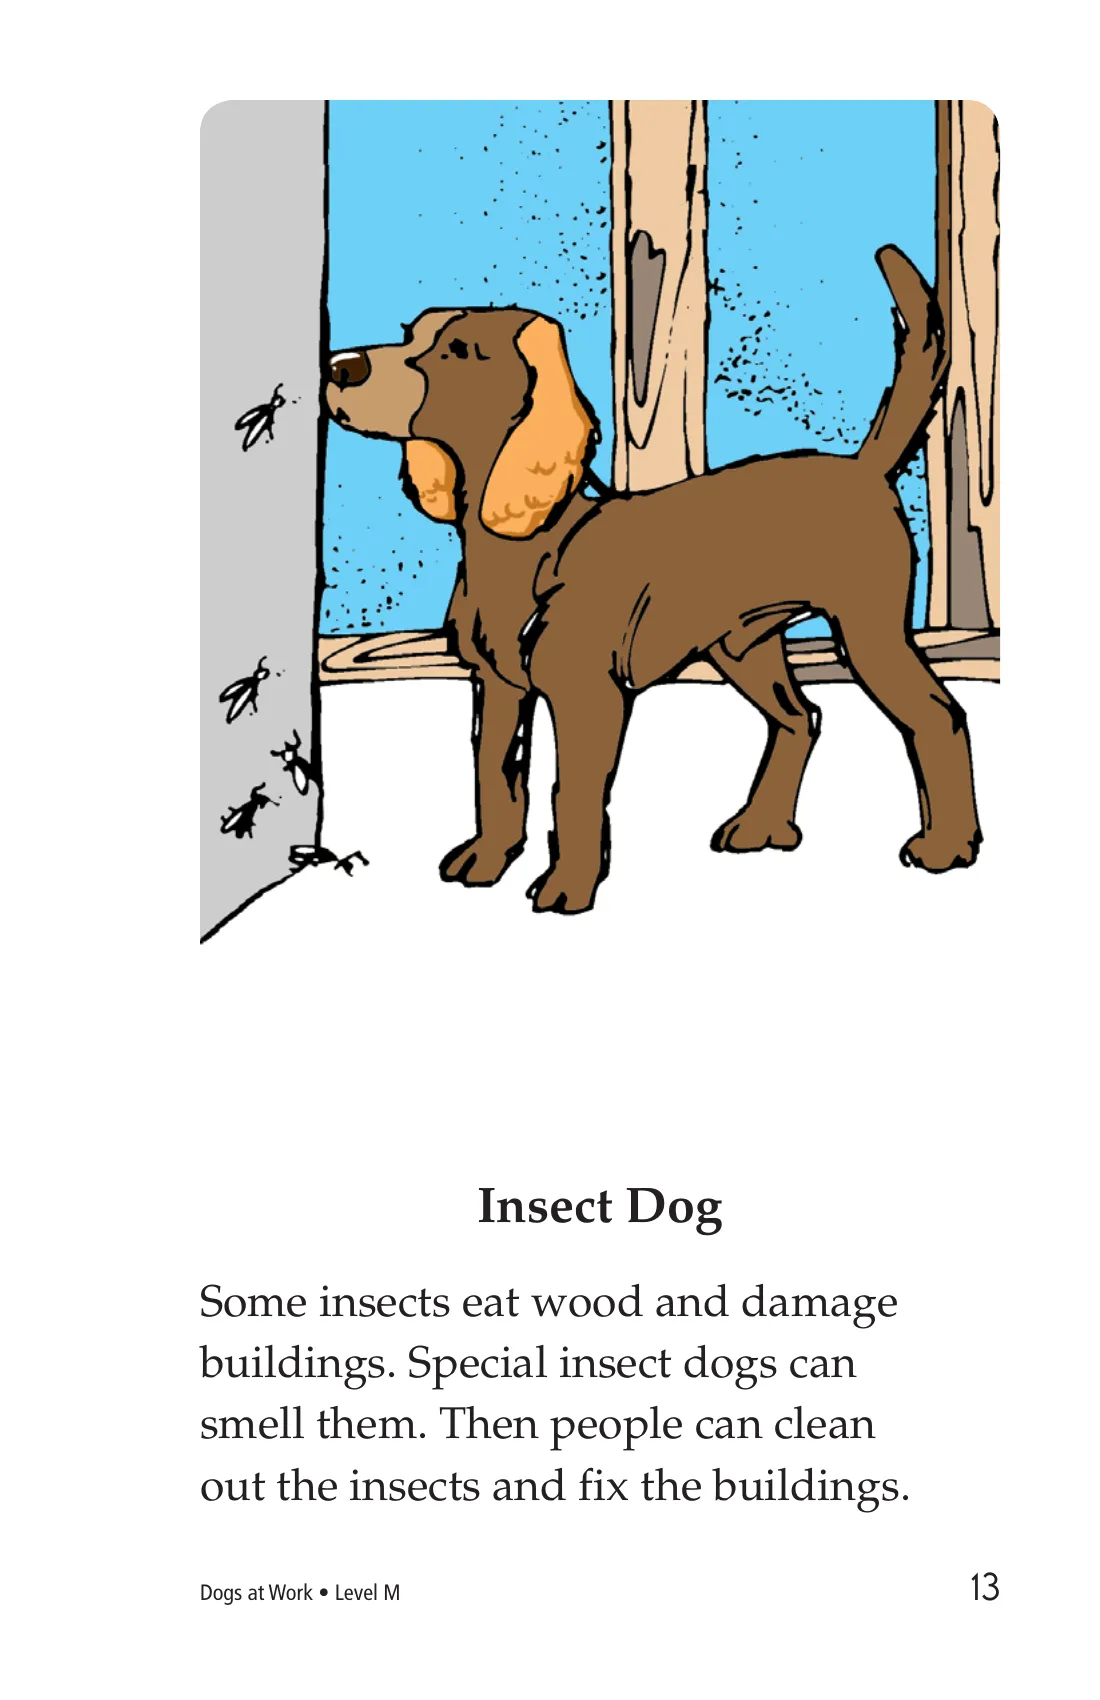 Insect Dog
Some insects eat wood and damage
buildings. Special insect dogs can
smell them. Then people can clean
out the insects and fix the buildings.
Dogs at Work • Level M
13